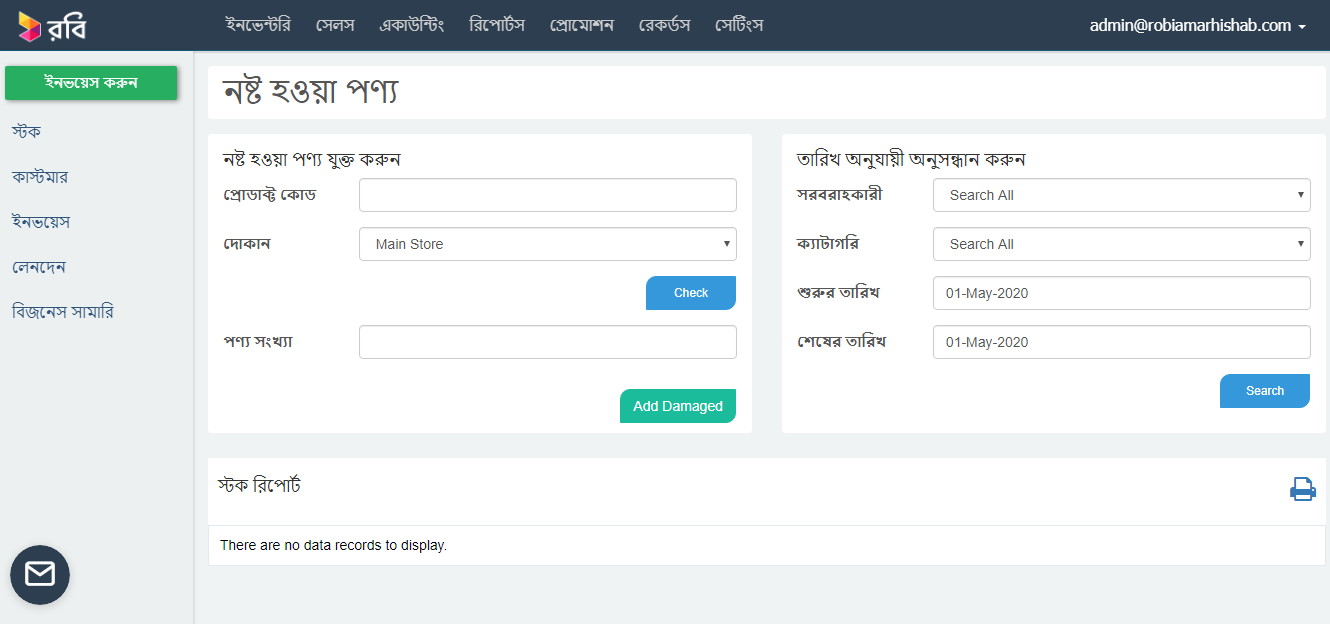 রবি
ইনভেন্টরি সেলস একাউন্টিং রিপোর্টস প্রোমোশন রেকর্ডস সেটিংস
admin@robiamarhishab.com
ইনভয়েস করুন
স্টক
কাস্টমার
ইনভয়েস
লেনদেন
বিজনেস সামারি
নষ্ট হওয়া পণ্য
নষ্ট হওয়া পণ্য যুক্ত করুন
প্রোডাক্ট কোড
দোকান Main Store
Check
পণ্য সংখ্যা
Add Damaged
তারিখ অনুযায়ী অনুসন্ধান করুন
সরবরাহকারী Search All
ক্যাটাগরি Search All
শুরুর তারিখ 01-May-2020
শেষের তারিখ 01-May-2020
Search
স্টক রিপোর্ট
There are no data records to display.